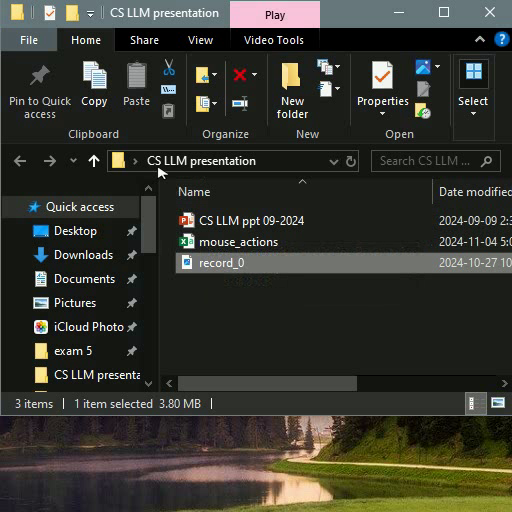 CS LLM presentation
Play
File
Home
Share
View
Video Tools
Pin to Quick access
Copy
Paste
New folder
Properties
Select
Clipboard
Organize
New
Open
CS LLM presentation
Search CS LLM ...
Name
Date modified
Quick access
Desktop
Downloads
Documents
Pictures
iCloud Photo
exam 5
CS LLM presenta
CS LLM ppt 09-2024
2024-09-09 2:3
mouse_actions
2024-11-04 5:0
record_0
2024-10-27 10
3 items
1 item selected 3.80 MB